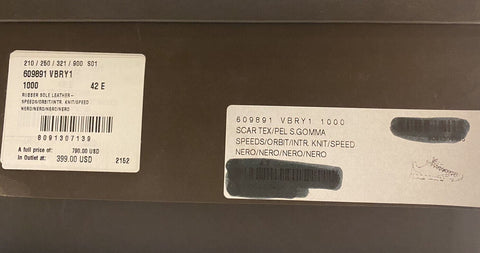 210 / 250 / 321 / 900 S01
609891 VBRY1
1000 42 E
RUBBER SOLE LEATHER-
SPEEDS/ORBIT/INTR. KNIT/SPEED
NERO/NERO/NERO/NERO
8091307139
A full price of: 790.00 USD
In Outlet at: 399.00 USD 2152
609891 VBRY1 1000
SCAR TEX/PEL S.GOMMA
SPEEDS/ORBIT/INTR. KNIT/SPEED
NERO/NERO/NERO/NERO